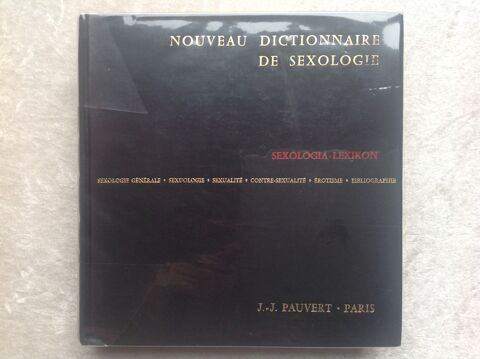 NOUVEAU DICTIONNAIRE
DE SEXOLOGIE
SEXOLOGIA-LEXIKON
SEXOLOGIE GÉNÉRALE • SEXUOLOGIE • SEXUALITÉ • CONTRE-SEXUALITÉ • ÉROTISME • BIBLIOGRAPHIE
J.-J. PAUVERT • PARIS